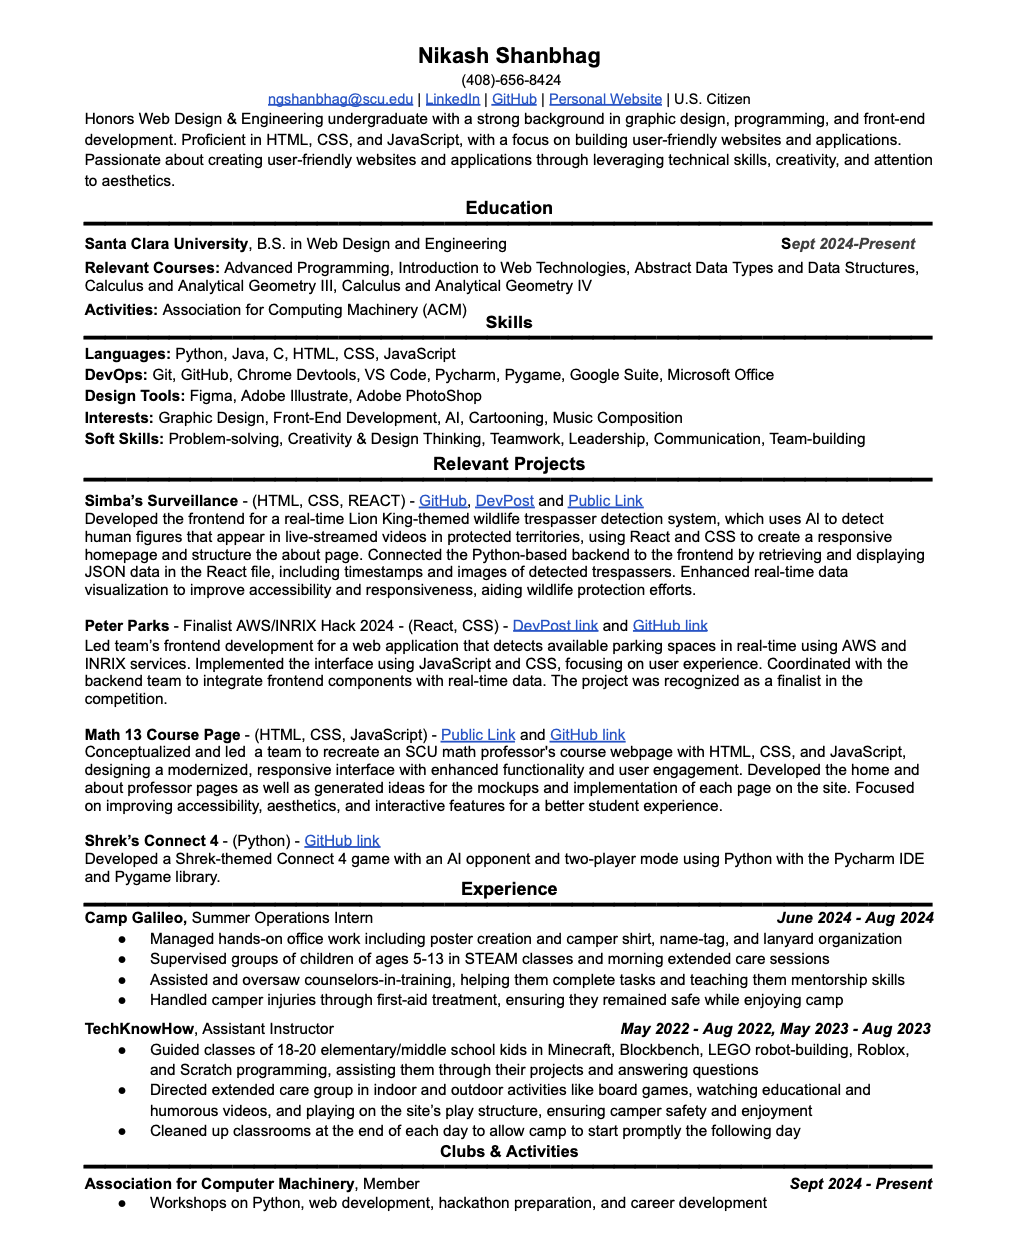 Nikash Shanbhag
(408)-656-8424
ngshanbhag@scu.edu | LinkedIn | GitHub | Personal Website | U.S. Citizen
Honors Web Design & Engineering undergraduate with a strong background in graphic design, programming, and front-end
development. Proficient in HTML, CSS, and JavaScript, with a focus on building user-friendly websites and applications.
Passionate about creating user-friendly websites and applications through leveraging technical skills, creativity, and attention
to aesthetics.
Education
Santa Clara University, B.S. in Web Design and Engineering Sept 2024-Present
Relevant Courses: Advanced Programming, Introduction to Web Technologies, Abstract Data Types and Data Structures,
Calculus and Analytical Geometry III, Calculus and Analytical Geometry IV
Activities: Association for Computing Machinery (ACM)
Skills
Languages: Python, Java, C, HTML, CSS, JavaScript
DevOps: Git, GitHub, Chrome Devtools, VS Code, Pycharm, Pygame, Google Suite, Microsoft Office
Design Tools: Figma, Adobe Illustrate, Adobe PhotoShop
Interests: Graphic Design, Front-End Development, AI, Cartooning, Music Composition
Soft Skills: Problem-solving, Creativity & Design Thinking, Teamwork, Leadership, Communication, Team-building
Relevant Projects
Simba's Surveillance - (HTML, CSS, REACT) - GitHub, DevPost and Public Link
Developed the frontend for a real-time Lion King-themed wildlife trespasser detection system, which uses AI to detect
human figures that appear in live-streamed videos in protected territories, using React and CSS to create a responsive
homepage and structure the about page. Connected the Python-based backend to the frontend by retrieving and displaying
JSON data in the React file, including timestamps and images of detected trespassers. Enhanced real-time data
visualization to improve accessibility and responsiveness, aiding wildlife protection efforts.
Peter Parks - Finalist AWS/INRIX Hack 2024 - (React, CSS) - DevPost link and GitHub link
Led team's frontend development for a web application that detects available parking spaces in real-time using AWS and
INRIX services. Implemented the interface using JavaScript and CSS, focusing on user experience. Coordinated with the
backend team to integrate frontend components with real-time data. The project was recognized as a finalist in the
competition.
Math 13 Course Page - (HTML, CSS, JavaScript) - Public Link and GitHub link
Conceptualized and led  a team to recreate an SCU math professor's course webpage with HTML, CSS, and JavaScript,
designing a modernized, responsive interface with enhanced functionality and user engagement. Developed the home and
about professor pages as well as generated ideas for the mockups and implementation of each page on the site. Focused
on improving accessibility, aesthetics, and interactive features for a better student experience.
Shrek's Connect 4 - (Python) - GitHub link
Developed a Shrek-themed Connect 4 game with an AI opponent and two-player mode using Python with the Pycharm IDE
and Pygame library.
Experience
Camp Galileo, Summer Operations Intern June 2024 - Aug 2024
● Managed hands-on office work including poster creation and camper shirt, name-tag, and lanyard organization
● Supervised groups of children of ages 5-13 in STEAM classes and morning extended care sessions
● Assisted and oversaw counselors-in-training, helping them complete tasks and teaching them mentorship skills
● Handled camper injuries through first-aid treatment, ensuring they remained safe while enjoying camp
TechKnowHow, Assistant Instructor May 2022 - Aug 2022, May 2023 - Aug 2023
● Guided classes of 18-20 elementary/middle school kids in Minecraft, Blockbench, LEGO robot-building, Roblox,
and Scratch programming, assisting them through their projects and answering questions
● Directed extended care group in indoor and outdoor activities like board games, watching educational and
humorous videos, and playing on the site's play structure, ensuring camper safety and enjoyment
● Cleaned up classrooms at the end of each day to allow camp to start promptly the following day
Clubs & Activities
Association for Computer Machinery, Member Sept 2024 - Present
● Workshops on Python, web development, hackathon preparation, and career development